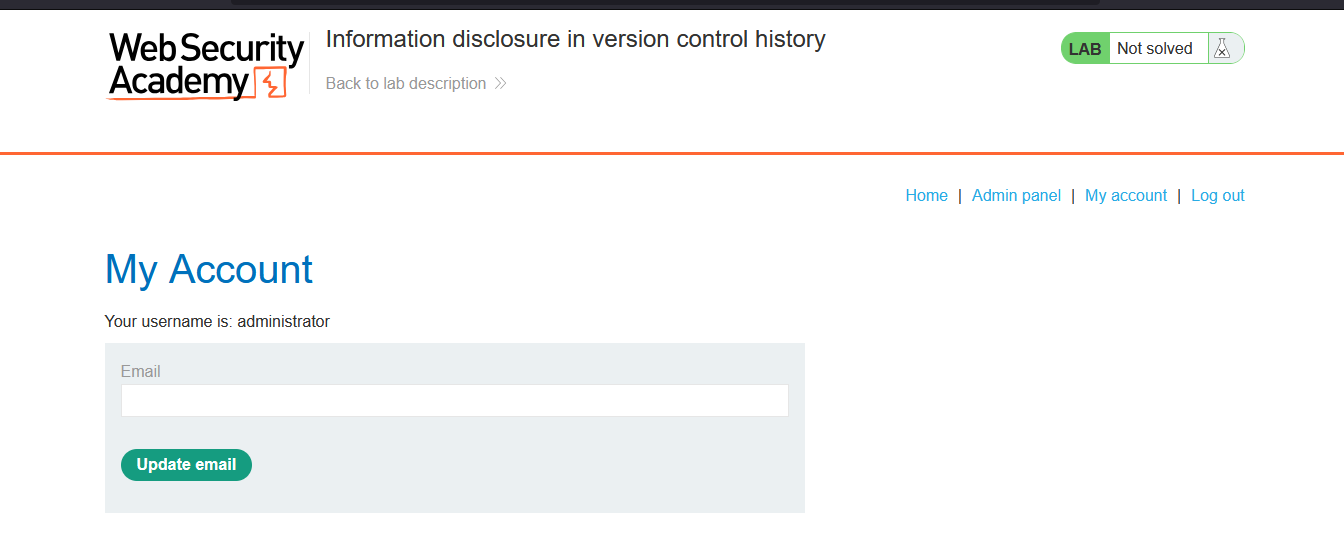 Web Security
Academy
Information disclosure in version control history
Back to lab description
LAB Not solved
Home | Admin panel | My account | Log out
My Account
Your username is: administrator
Email
Update email